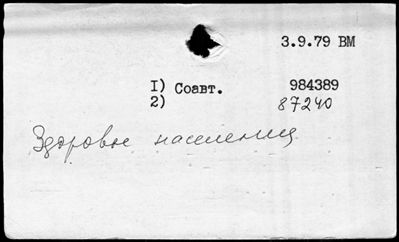 3.9.79 ВМ
I) Соавт. 984389
2) 87240
Здоровье населения